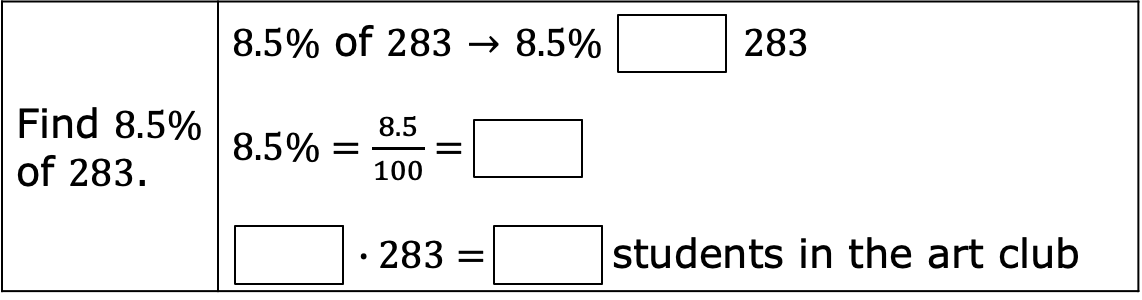 Find 8.5%
of 283.
8.5% of 283 → 8.5% 283
8.5% = 8.5/100 =
· 283 = students in the art club